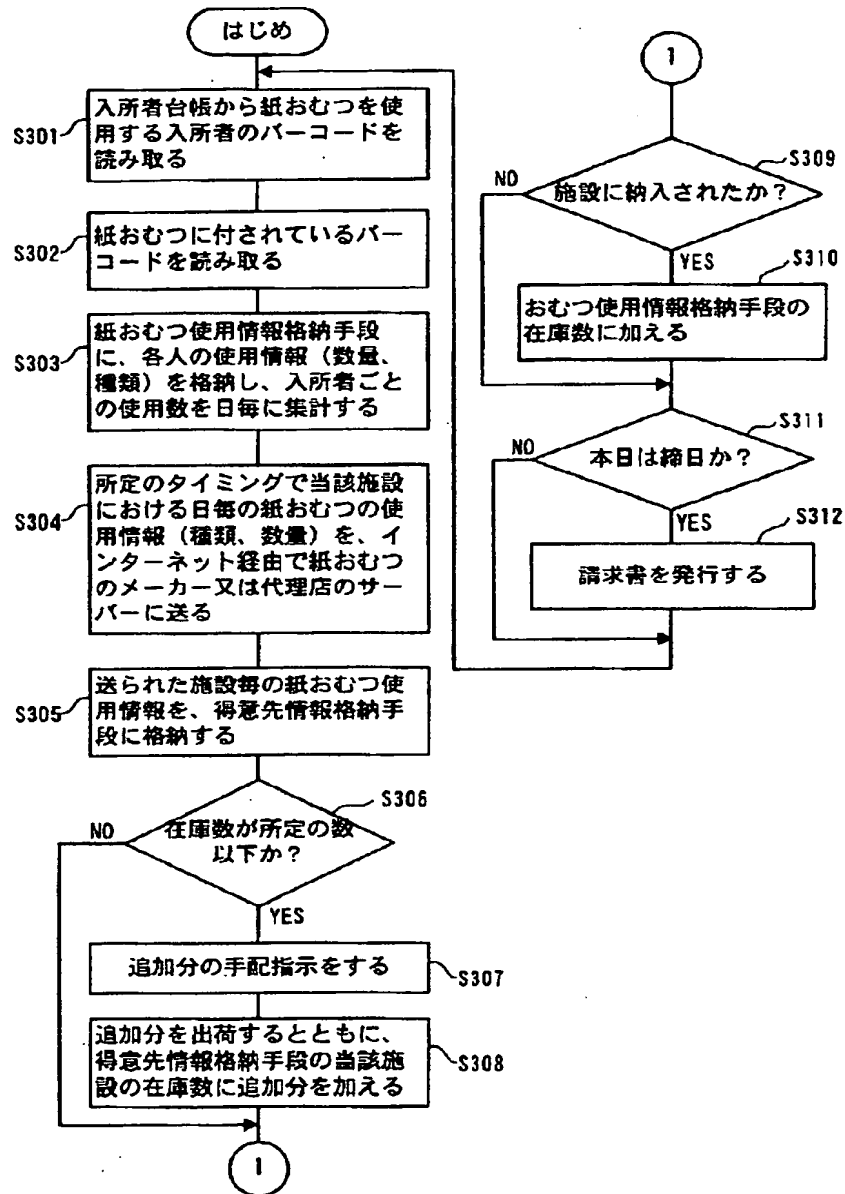 はじめ
S301
入所者台帳から紙おむつを使
用する入所者のバーコードを
読み取る
S302
紙おむつに付されているバー
コードを読み取る
S303
紙おむつ使用情報格納手段
に、各人の使用情報（数量、
種類）を格納し、入所者ごと
の使用数を日毎に集計する
S304
所定のタイミングで当該施設
における日毎の紙おむつの使
用情報（種類、数量）を、イ
ンターネット経由で紙おむつ
のメーカー又は代理店のサー
バーに送る
S305
送られた施設毎の紙おむつ使
用情報を、得意先情報格納手
段に格納する
S306
在庫数が所定の数
以下か？
NO
YES
追加分の手配指示をする
S307
追加分を出荷するとともに、
得意先情報格納手段の当該施
設の在庫数に追加分を加える
S308
1
1
S309
施設に納入されたか？
NO
YES
S310
おむつ使用情報格納手段の
在庫数に加える
S311
本日は締日か？
NO
YES
S312
請求書を発行する